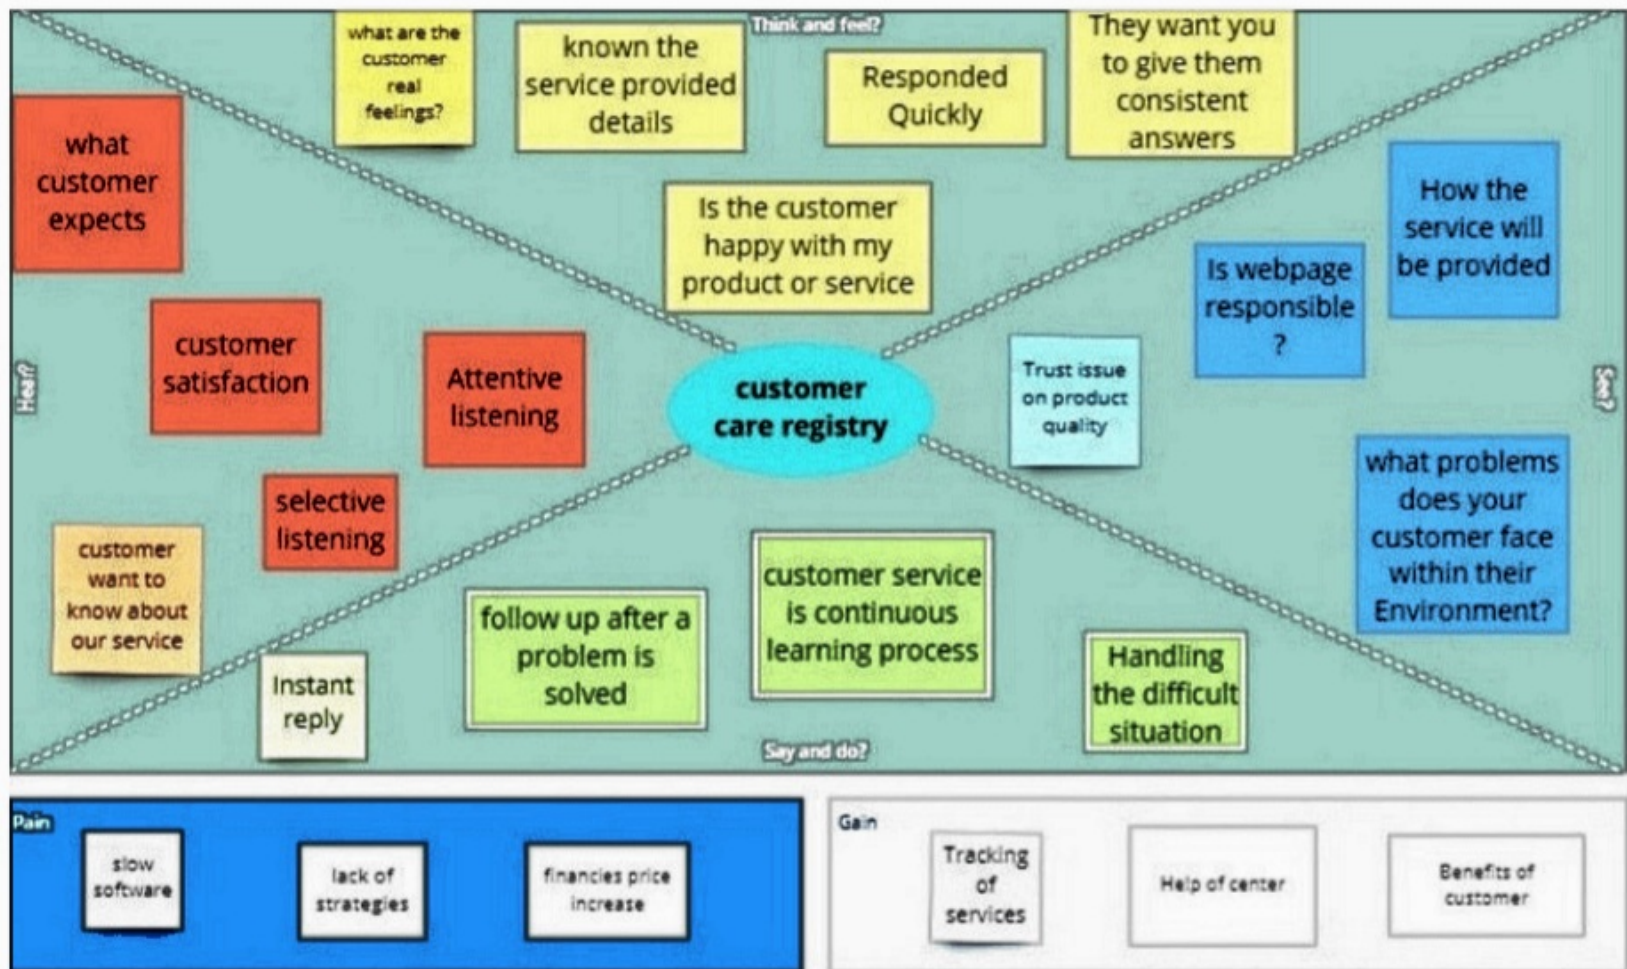 Think and feel?
what are the
customer
real
feelings?
known the
service provided
details
Responded
Quickly
They want you
to give them
consistent
answers
Is the customer
happy with my
product or service
Hear?
what
customer
expects
customer
satisfaction
Attentive
listening
selective
listening
customer
want to
know about
our service
customer
care registry
See?
How the
service will
be provided
Is webpage
responsible
?
Trust issue
on product
quality
what problems
does your
customer face
within their
Environment?
Instant
reply
follow up after a
problem is
solved
customer service
is continuous
learning process
Handling
the difficult
situation
Say and do?
Pain
slow
software
lack of
strategies
financies price
increase
Gain
Tracking
of
services
Help of center
Benefits of
customer